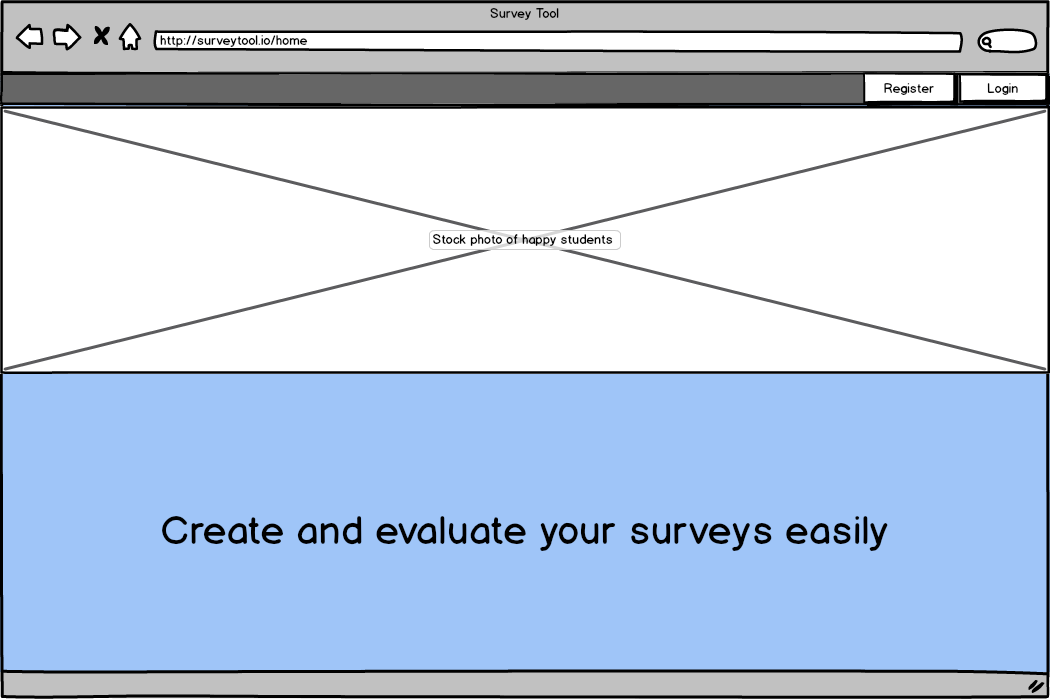 Survey Tool
http://surveytool.io/home
Register
Login
Stock photo of happy students
Create and evaluate your surveys easily